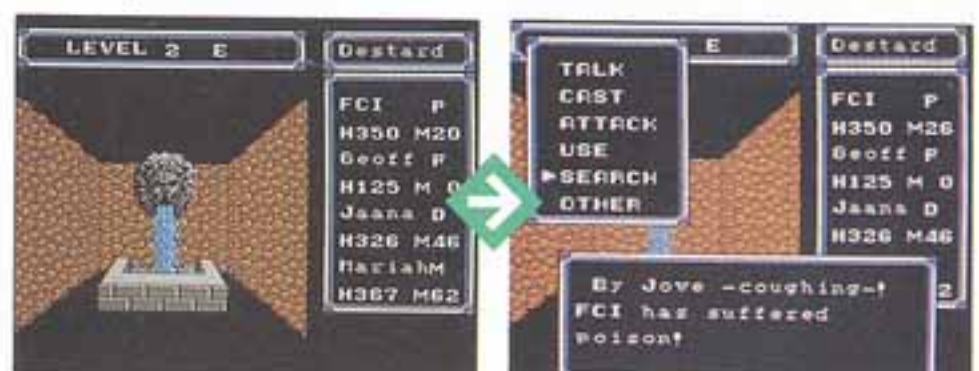 LEVEL 2 E
Destard
FCI P
H350 M20
Geoff P
H125 M 0
Jaana D
H326 M46
Mariah M
H367 M62
E
Destard
TALK
CAST
ATTACK
USE
▶SEARCH
OTHER
FCI P
H350 M26
Geoff P
H125 M 0
Jaana D
H326 M46
2
By Jove -coughing-!
FCI has suffered
poison!